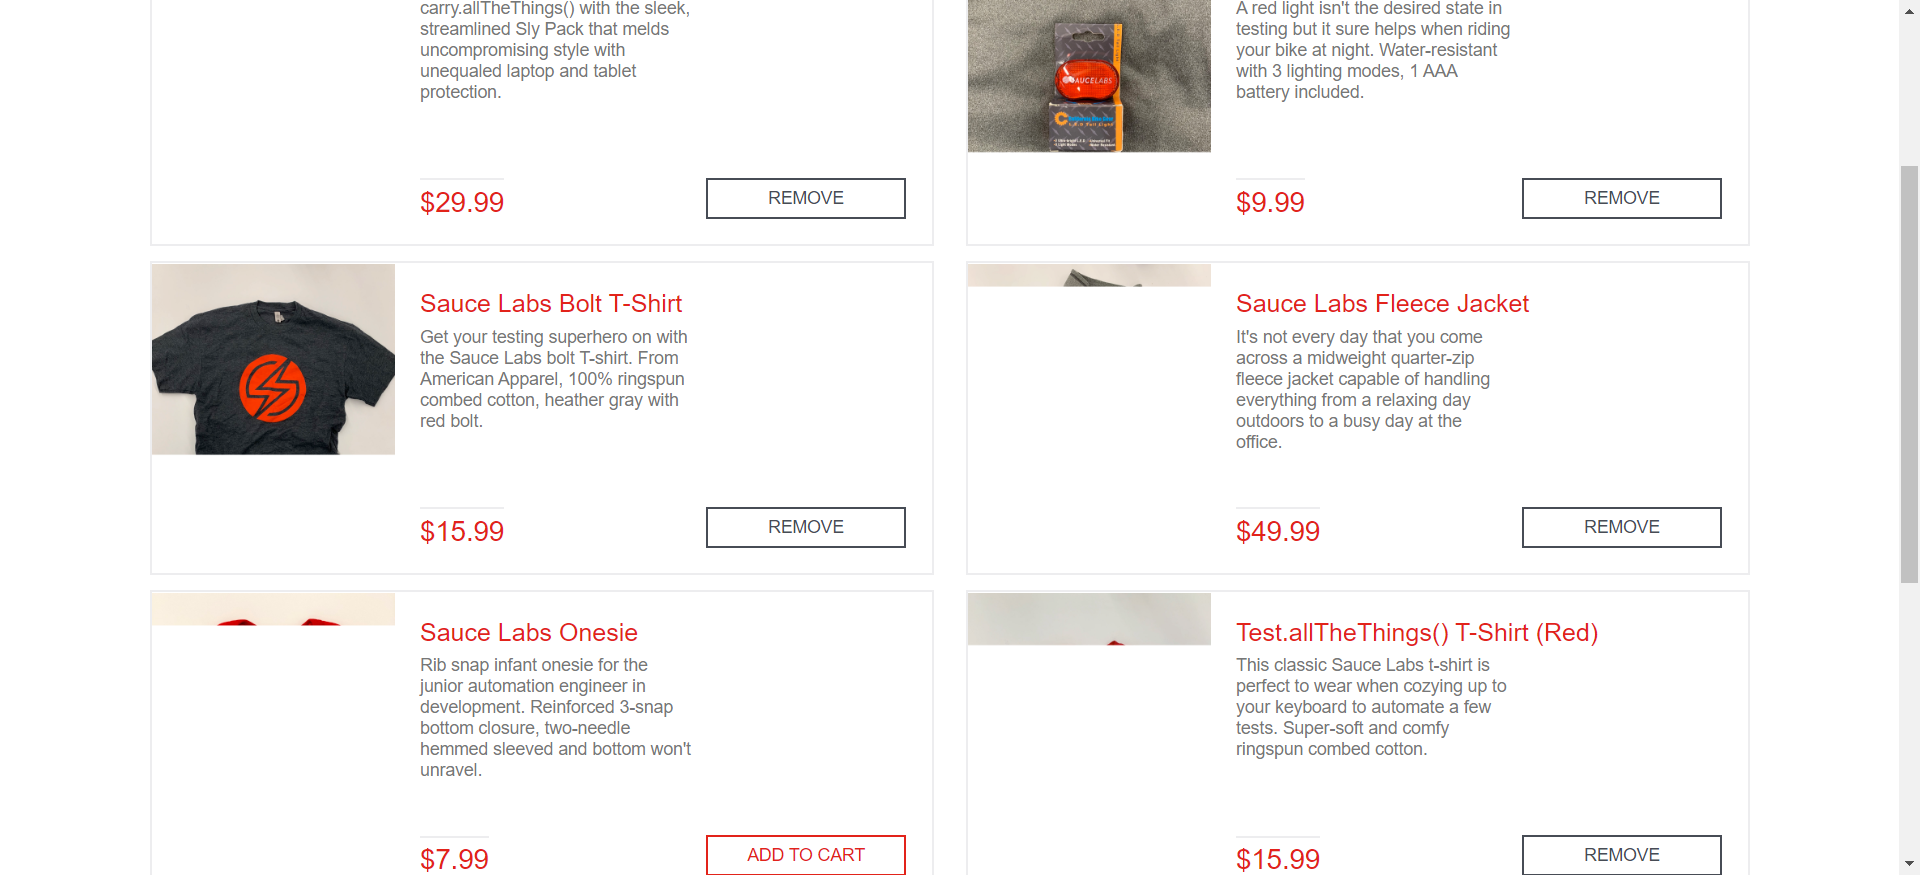 carry.allTheThings() with the sleek,
streamlined Sly Pack that melds
uncompromising style with
unequaled laptop and tablet
protection.
$29.99
REMOVE
A red light isn't the desired state in
testing but it sure helps when riding
your bike at night. Water-resistant
with 3 lighting modes, 1 AAA
battery included.
SAUCELABS
$9.99
REMOVE
Sauce Labs Bolt T-Shirt
Get your testing superhero on with
the Sauce Labs bolt T-shirt. From
American Apparel, 100% ringspun
combed cotton, heather gray with
red bolt.
$15.99
REMOVE
Sauce Labs Fleece Jacket
It's not every day that you come
across a midweight quarter-zip
fleece jacket capable of handling
everything from a relaxing day
outdoors to a busy day at the
office.
$49.99
REMOVE
Sauce Labs Onesie
Rib snap infant onesie for the
junior automation engineer in
development. Reinforced 3-snap
bottom closure, two-needle
hemmed sleeved and bottom won't
unravel.
$7.99
ADD TO CART
Test.allTheThings() T-Shirt (Red)
This classic Sauce Labs t-shirt is
perfect to wear when cozying up to
your keyboard to automate a few
tests. Super-soft and comfy
ringspun combed cotton.
$15.99
REMOVE